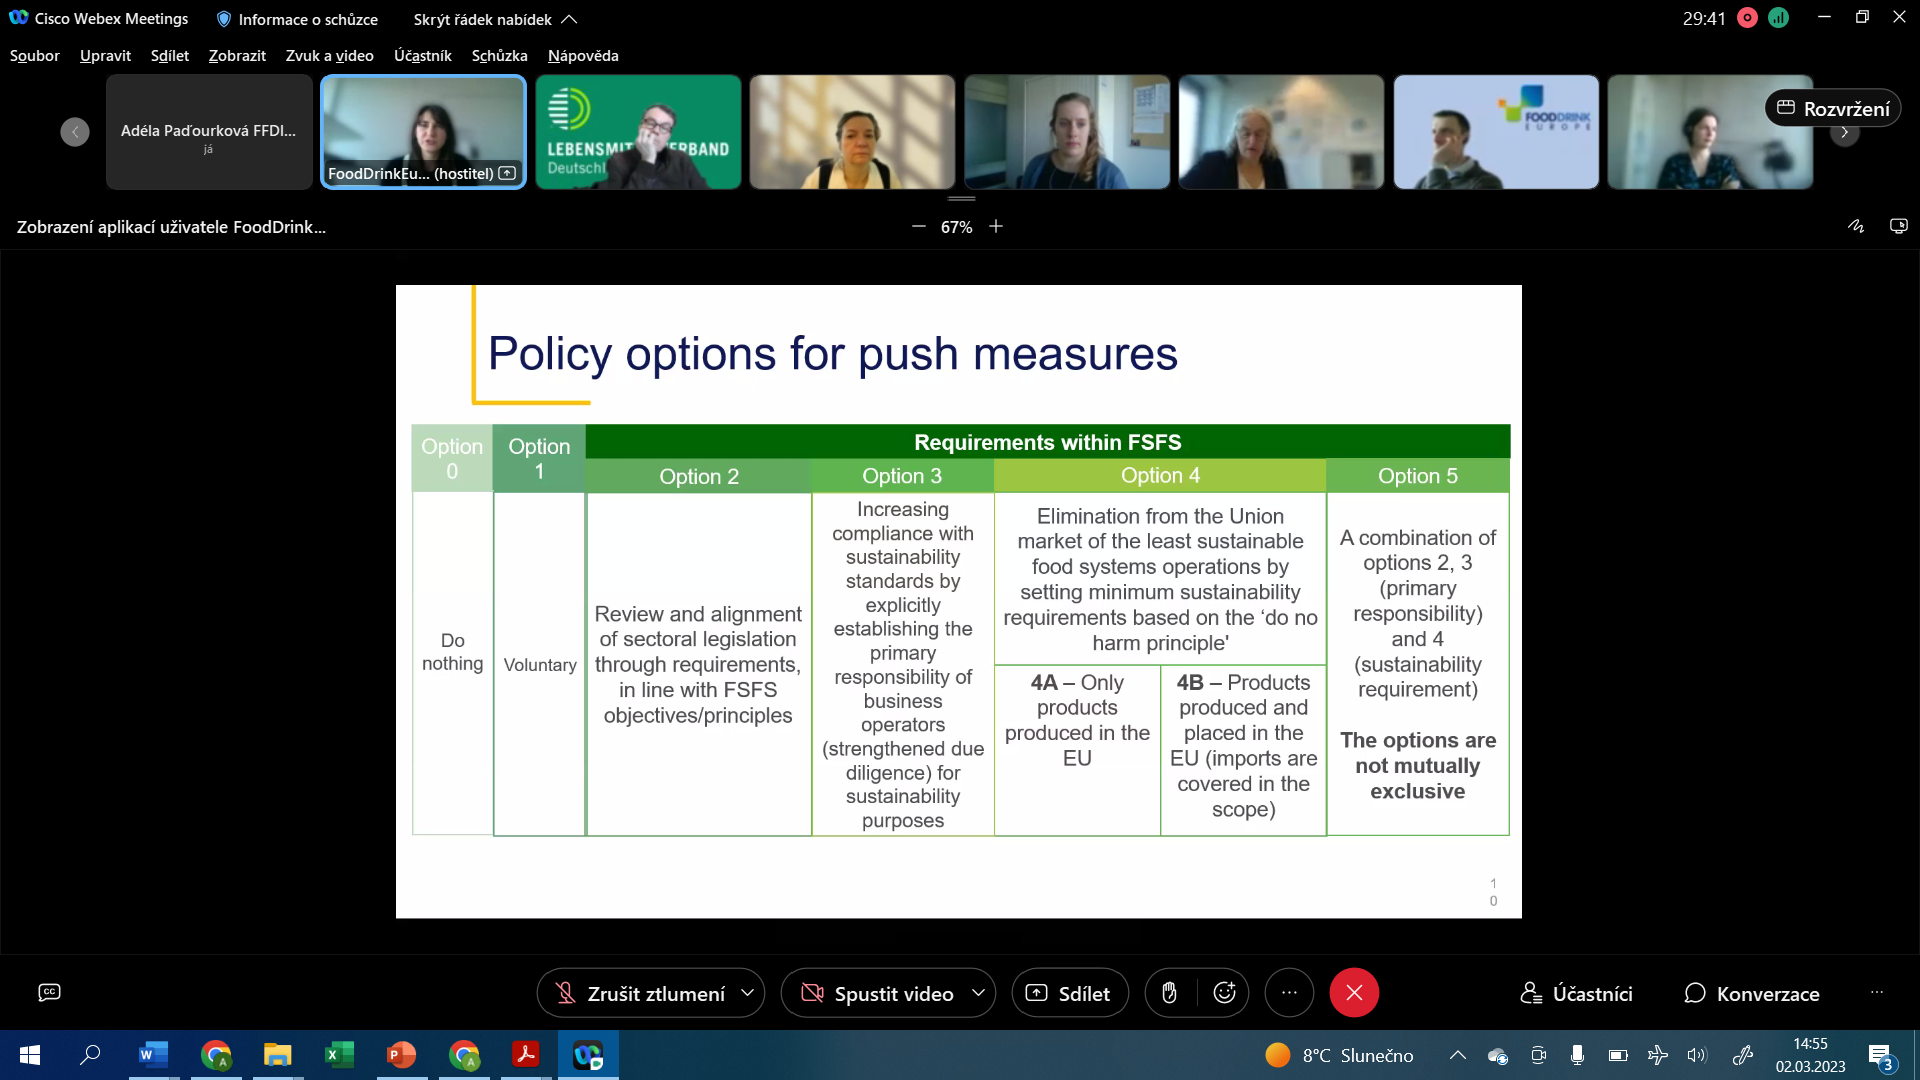 Cisco Webex Meetings
Informace o schůzce
Skrýt řádek nabídek
29:41
Soubor
Upravit
Sdílet
Zobrazit
Zvuk a video
Účastník
Schůzka
Nápověda
Adéla Paďourková FFDI...
já
FoodDrinkEu... (hostitel)
LEBENSMIT
ERBAND
Deutschl
FOODDRINK
EUROPE
Rozvržení
Zobrazení aplikací uživatele FoodDrink...
67%
Policy options for push measures
Option
0
Option
1
Requirements within FSFS
Option 2
Option 3
Option 4
Option 5
Do
nothing
Voluntary
Review and alignment
of sectoral legislation
through requirements,
in line with FSFS
objectives/principles
Increasing
compliance with
sustainability
standards by
explicitly
establishing the
primary
responsibility of
business
operators
(strengthened due
diligence) for
sustainability
purposes
Elimination from the Union
market of the least sustainable
food systems operations by
setting minimum sustainability
requirements based on the ‘do no
harm principle'
4A – Only
products
produced in the
EU
4B – Products
produced and
placed in the
EU (imports are
covered in the
scope)
A combination of
options 2, 3
(primary
responsibility)
and 4
(sustainability
requirement)
The options are
not mutually
exclusive
1
0
CC
Zrušit ztlumení
Spustit video
Sdílet
Účastníci
Konverzace
8°C Slunečno
14:55
02.03.2023
3